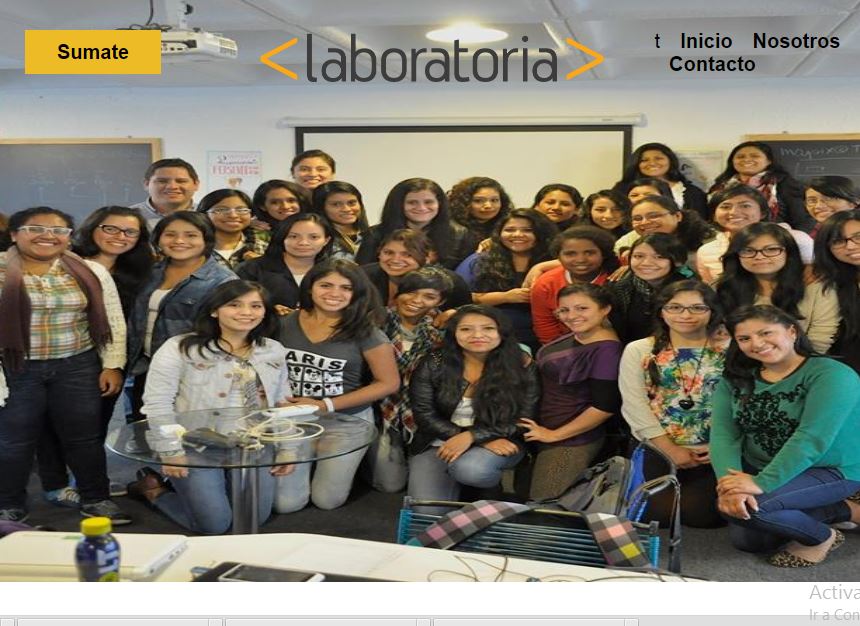 Sumate
<laboratoria>
t Inicio Nosotros
Contacto
ARIS
Activa
Ir a Con